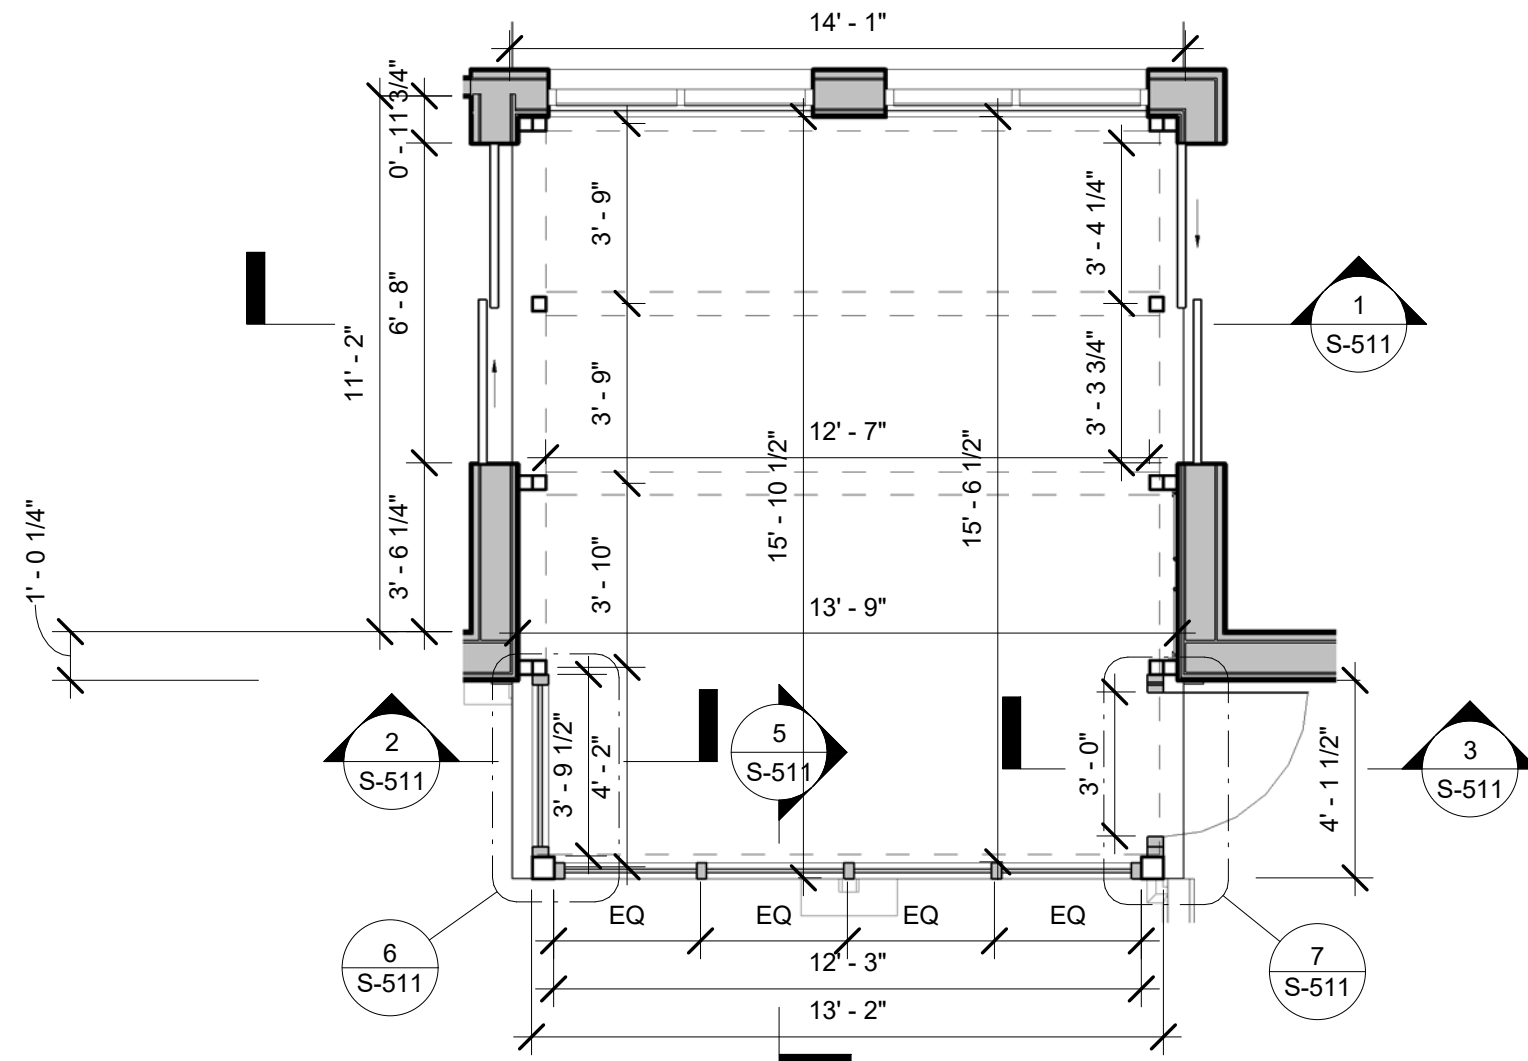 14' - 1"
0' - 11 3/4"
3' - 9"
3' - 4 1/4"
6' - 8"
11' - 2"
1
S-511
3' - 9"
3' - 3 3/4"
12' - 7"
15' - 10 1/2"
15' - 6 1/2"
1' - 0 1/4"
3' - 6 1/4"
3' - 10"
13' - 9"
2
S-511
3' - 9 1/2"
4' - 2"
5
S-511
3' - 0"
4' - 1 1/2"
3
S-511
EQ
EQ
EQ
EQ
6
S-511
12' - 3"
7
S-511
13' - 2"